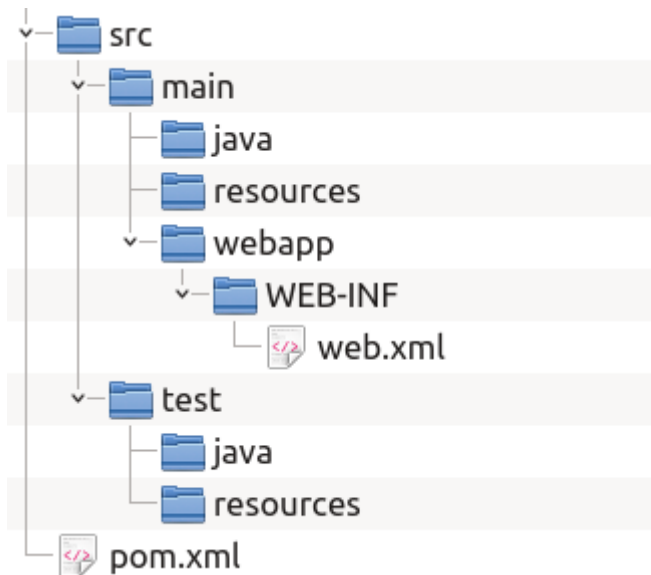 src
main
java
resources
webapp
WEB-INF
web.xml
test
java
resources
pom.xml